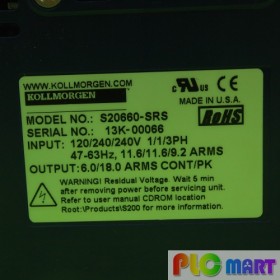 WWW.KOLLMORGEN.COM
KOLLMORGEN
c RU US CE
MADE IN U.S.A.
MODEL NO.: S20660-SRS
RoHS
SERIAL NO.: 13K-00066
INPUT: 120/240/240V 1/1/3PH
47-63Hz, 11.6/11.6/9.2 ARMS
OUTPUT: 6.0/18.0 ARMS CONT/PK
WARNING! Residual Voltage. Wait 5 min
after removing power before servicing unit.
Refer to user manual CDROM location
Root:\Products\S200 for more details.
PLC mart